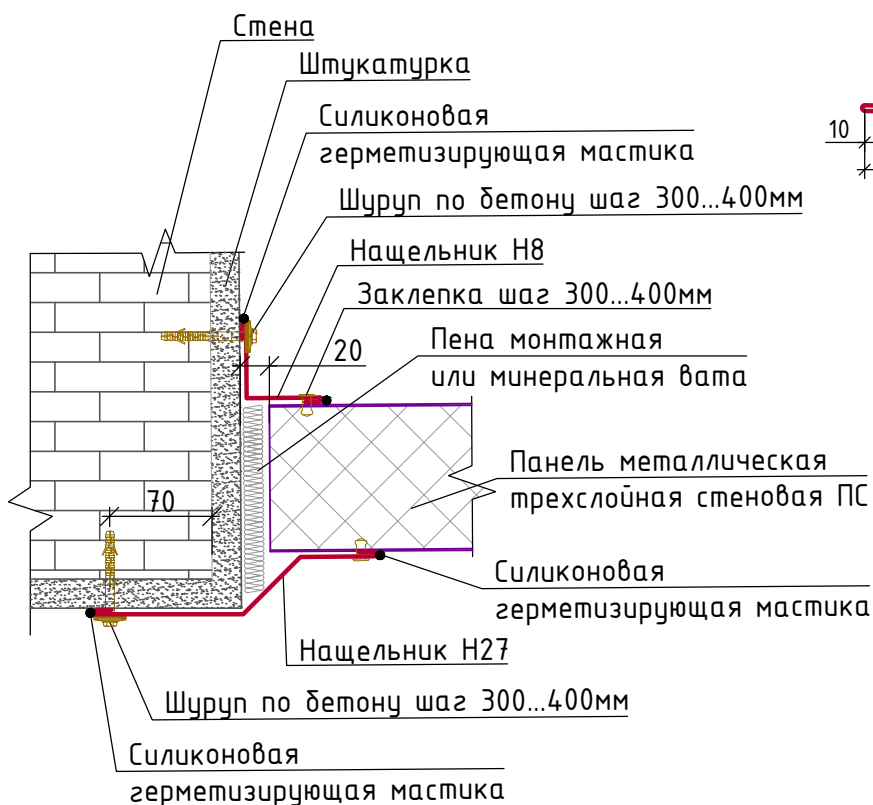 Стена
Штукатурка
Силиконовая
герметизирующая мастика
10
Шуруп по бетону шаг 300...400мм
Нащельник Н8
Заклепка шаг 300...400мм
20
Пена монтажная
или минеральная вата
Панель металлическая
трехслойная стеновая ПС
70
Силиконовая
герметизирующая мастика
Нащельник Н27
Шуруп по бетону шаг 300...400мм
Силиконовая
герметизирующая мастика